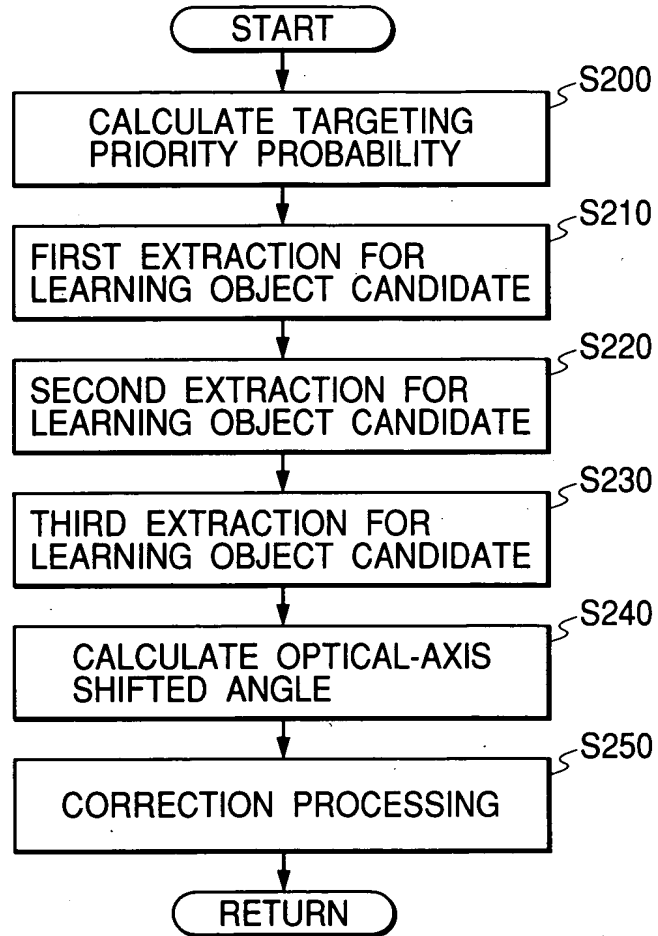 START
S200
CALCULATE TARGETING
PRIORITY PROBABILITY
S210
FIRST EXTRACTION FOR
LEARNING OBJECT CANDIDATE
S220
SECOND EXTRACTION FOR
LEARNING OBJECT CANDIDATE
S230
THIRD EXTRACTION FOR
LEARNING OBJECT CANDIDATE
S240
CALCULATE OPTICAL-AXIS
SHIFTED ANGLE
S250
CORRECTION PROCESSING
RETURN